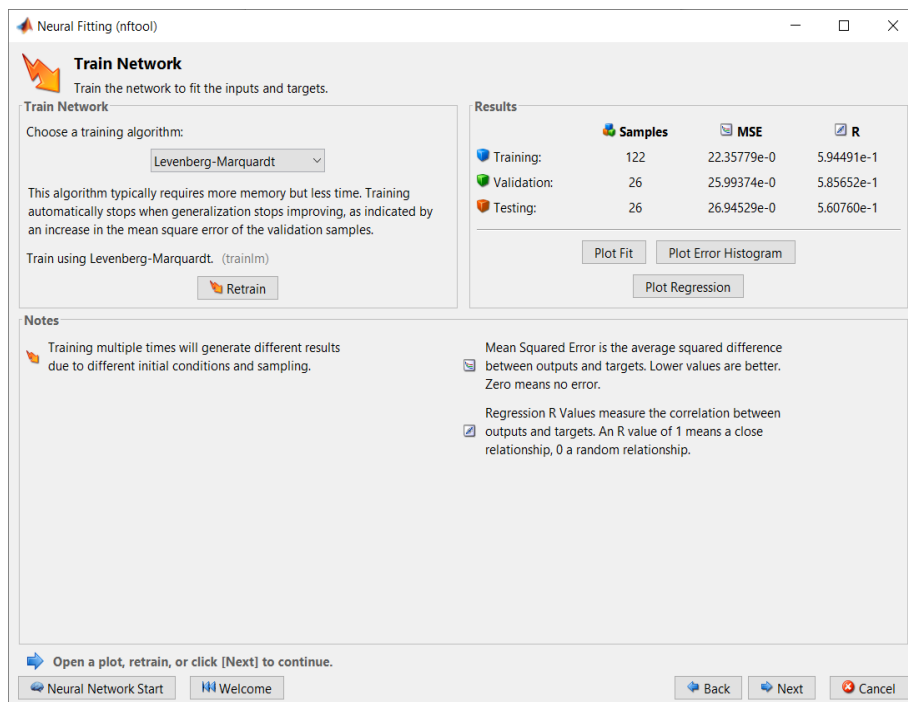 Neural Fitting (nftool)
Train Network
Train the network to fit the inputs and targets.
Train Network
Choose a training algorithm:
Levenberg-Marquardt
This algorithm typically requires more memory but less time. Training
automatically stops when generalization stops improving, as indicated by
an increase in the mean square error of the validation samples.
Train using Levenberg-Marquardt. (trainlm)
Retrain
Results
Samples MSE R
Training: 122 22.35779e-0 5.94491e-1
Validation: 26 25.99374e-0 5.85652e-1
Testing: 26 26.94529e-0 5.60760e-1
Plot Fit Plot Error Histogram
Plot Regression
Notes
Training multiple times will generate different results
due to different initial conditions and sampling.
Mean Squared Error is the average squared difference
between outputs and targets. Lower values are better.
Zero means no error.
Regression R Values measure the correlation between
outputs and targets. An R value of 1 means a close
relationship, 0 a random relationship.
Open a plot, retrain, or click [Next] to continue.
Neural Network Start Welcome Back Next Cancel